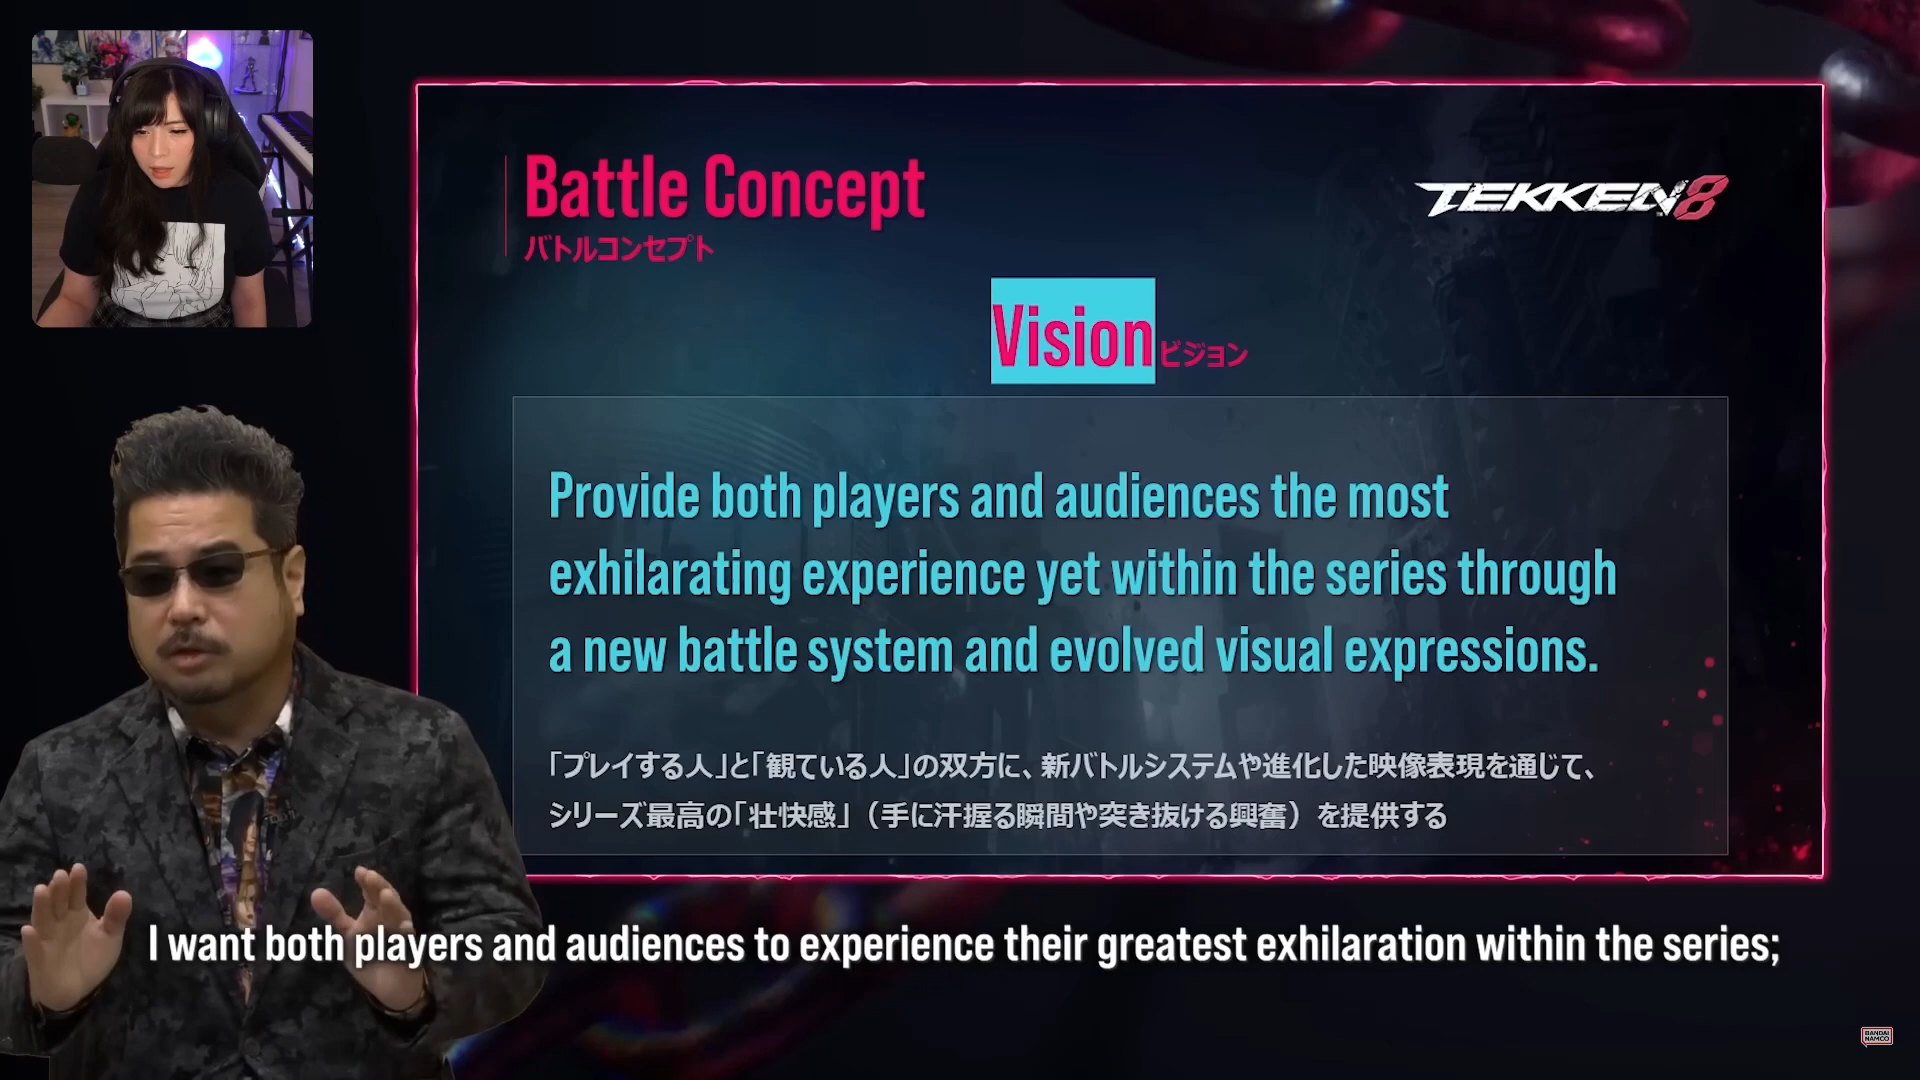 Battle Concept
バトルコンセプト
TEKKEN 8
Vision ビジョン
Provide both players and audiences the most
exhilarating experience yet within the series through
a new battle system and evolved visual expressions.
「プレイする人」と「観ている人」の双方に、新バトルシステムや進化した映像表現を通じて、
シリーズ最高の「壮快感」（手に汗握る瞬間や突き抜ける興奮）を提供する
I want both players and audiences to experience their greatest exhilaration within the series;
BANDAI
NAMCO